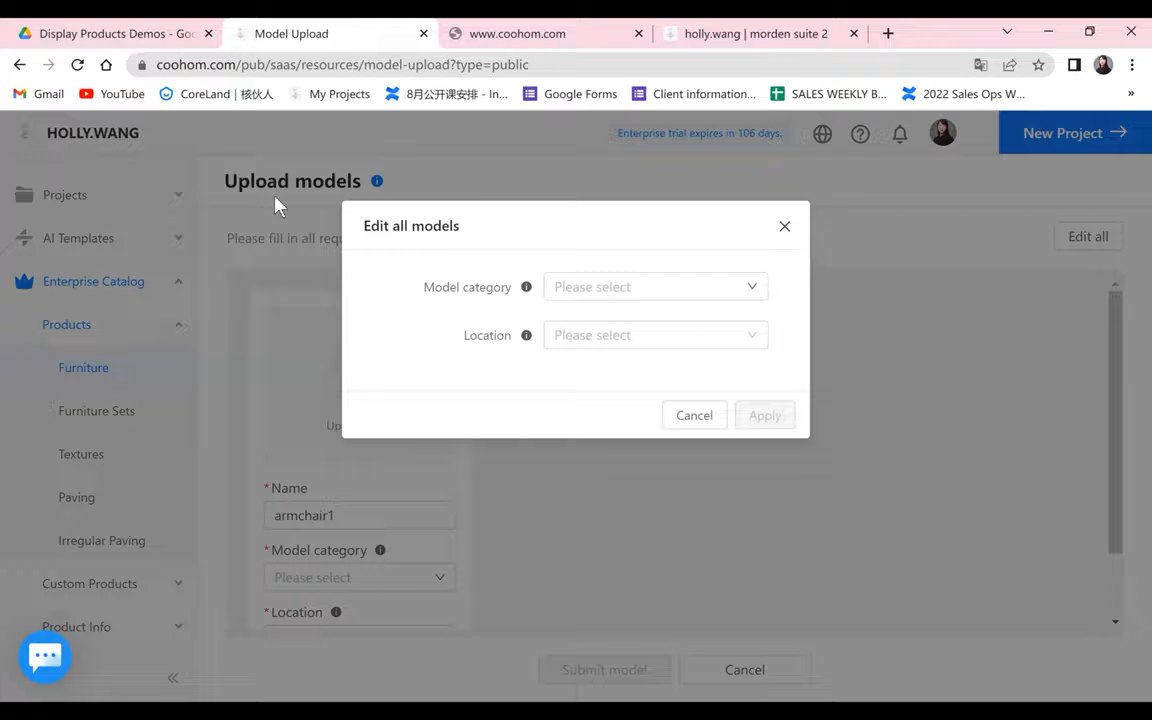 Display Products Demos - Goo
Model Upload
www.coohom.com
holly.wang | morden suite 2
coohom.com/pub/saas/resources/model-upload?type=public
Gmail
YouTube
CoreLand | 核伙人
My Projects
8月公开课安排 - In...
Google Forms
Client information...
SALES WEEKLY B...
2022 Sales Ops W...
»
HOLLY.WANG
Enterprise trial expires in 106 days.
New Project
Projects
AI Templates
Enterprise Catalog
Products
Furniture
Furniture Sets
Textures
Paving
Irregular Paving
Custom Products
Product Info
Upload models
Please fill in all requ
Edit all
Edit all models
Model category
Please select
Location
Please select
Cancel
Apply
Up
*Name
armchair1
*Model category
Please select
*Location
Submit model
Cancel